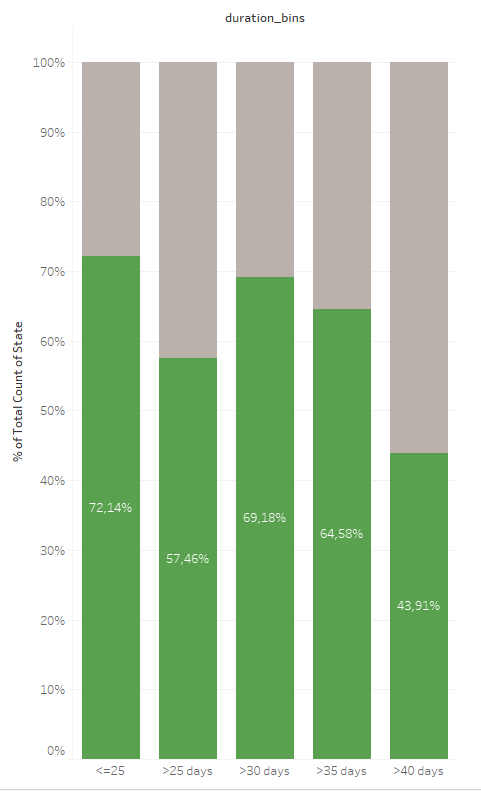 duration_bins
100%
90%
80%
70%
60%
50%
40%
30%
20%
10%
0%
% of Total Count of State
72,14%
57,46%
69,18%
64,58%
43,91%
<=25
>25 days
>30 days
>35 days
>40 days